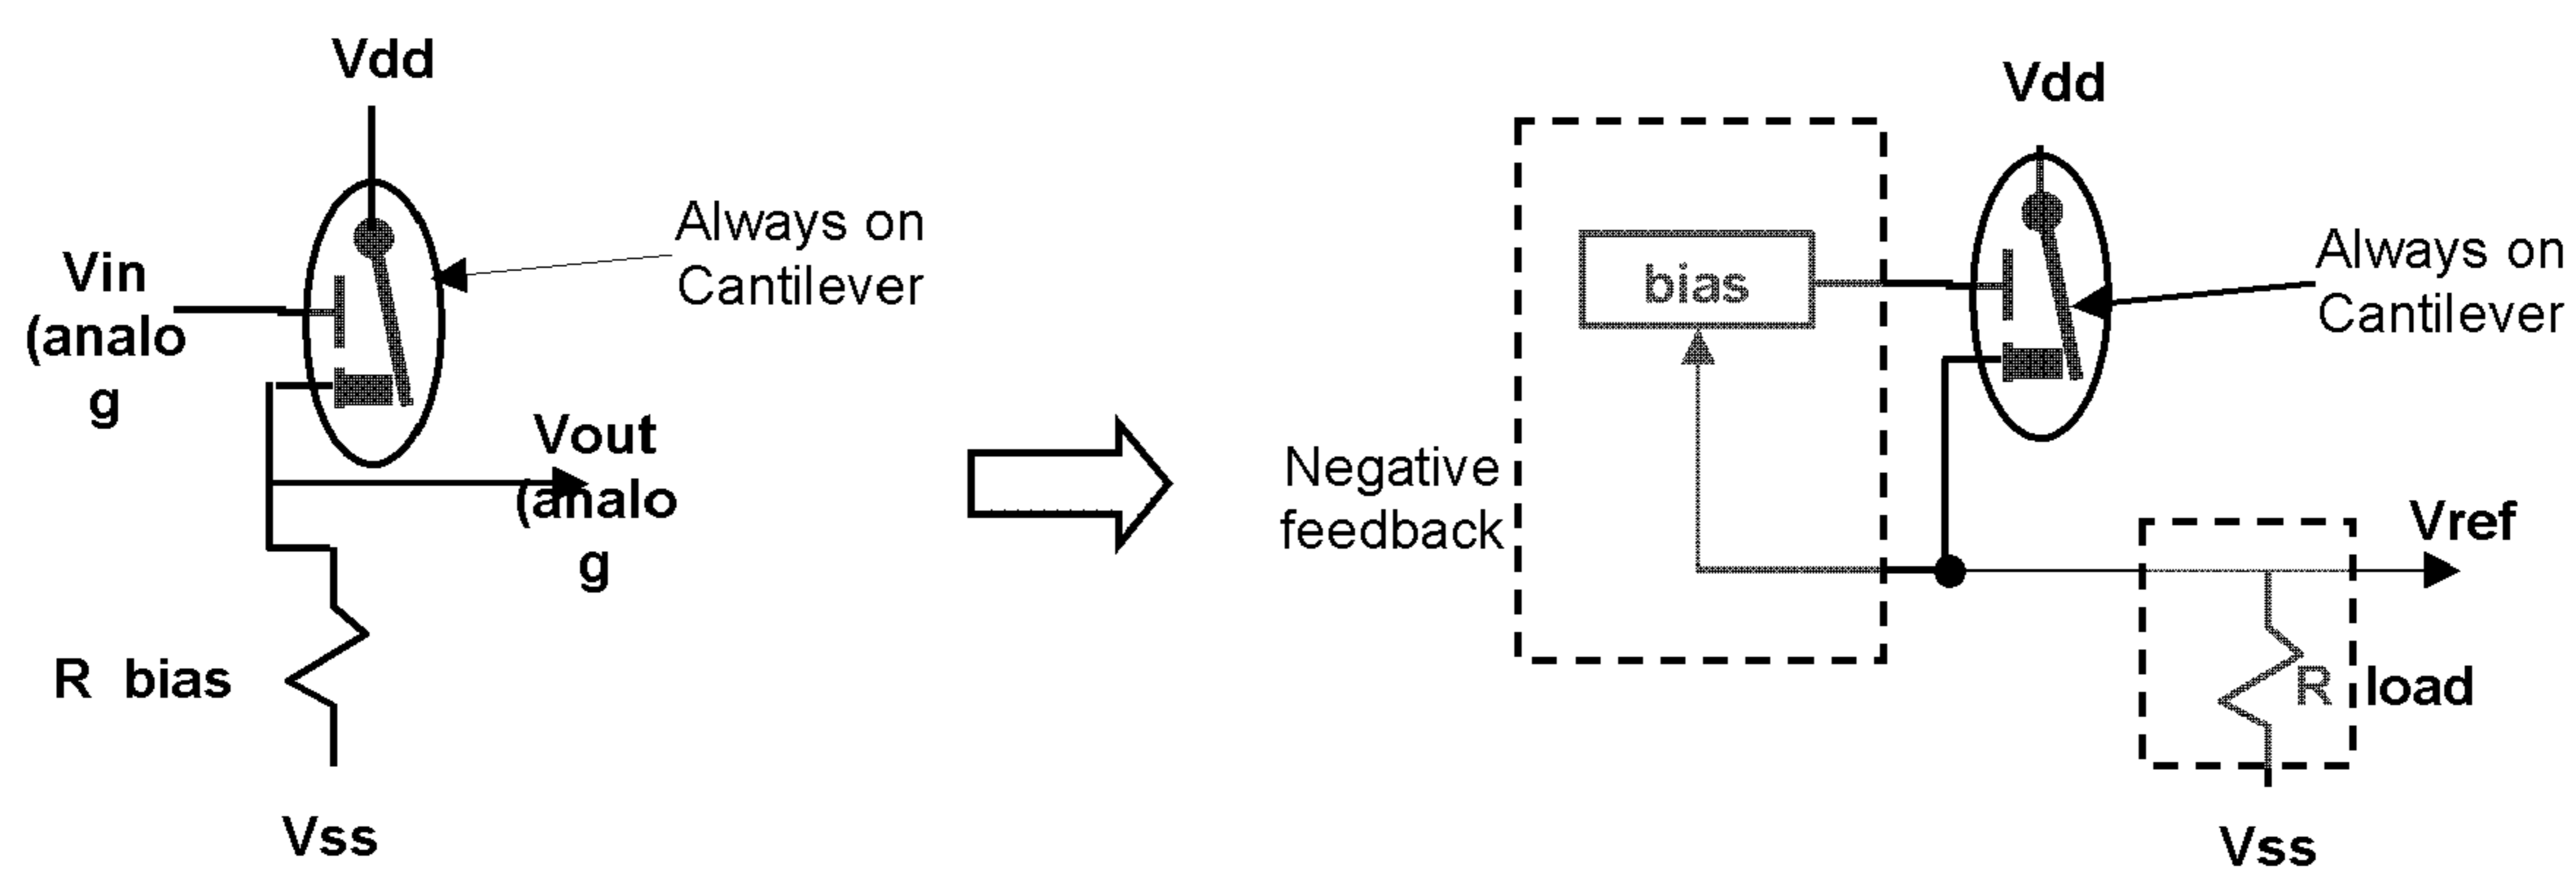 Vdd
Always on
Cantilever
Vin
(analo
g
Vout
(analo
g
R bias
Vss
Vdd
bias
Always on
Cantilever
Negative
feedback
Vref
R load
Vss